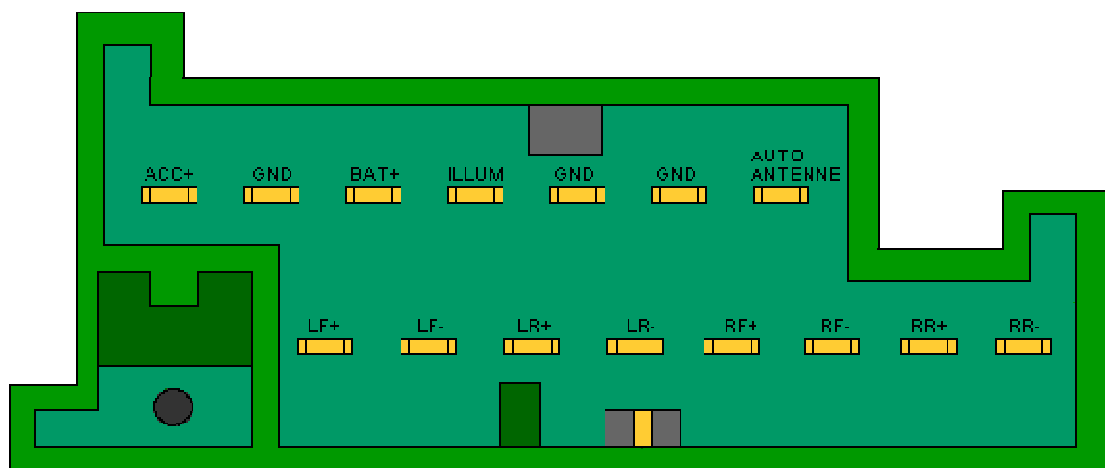 AUTO
ACC+ GND BAT+ ILLUM GND GND ANTENNE
LF+ LF- LR+ LR- RF+ RF- RR+ RR-